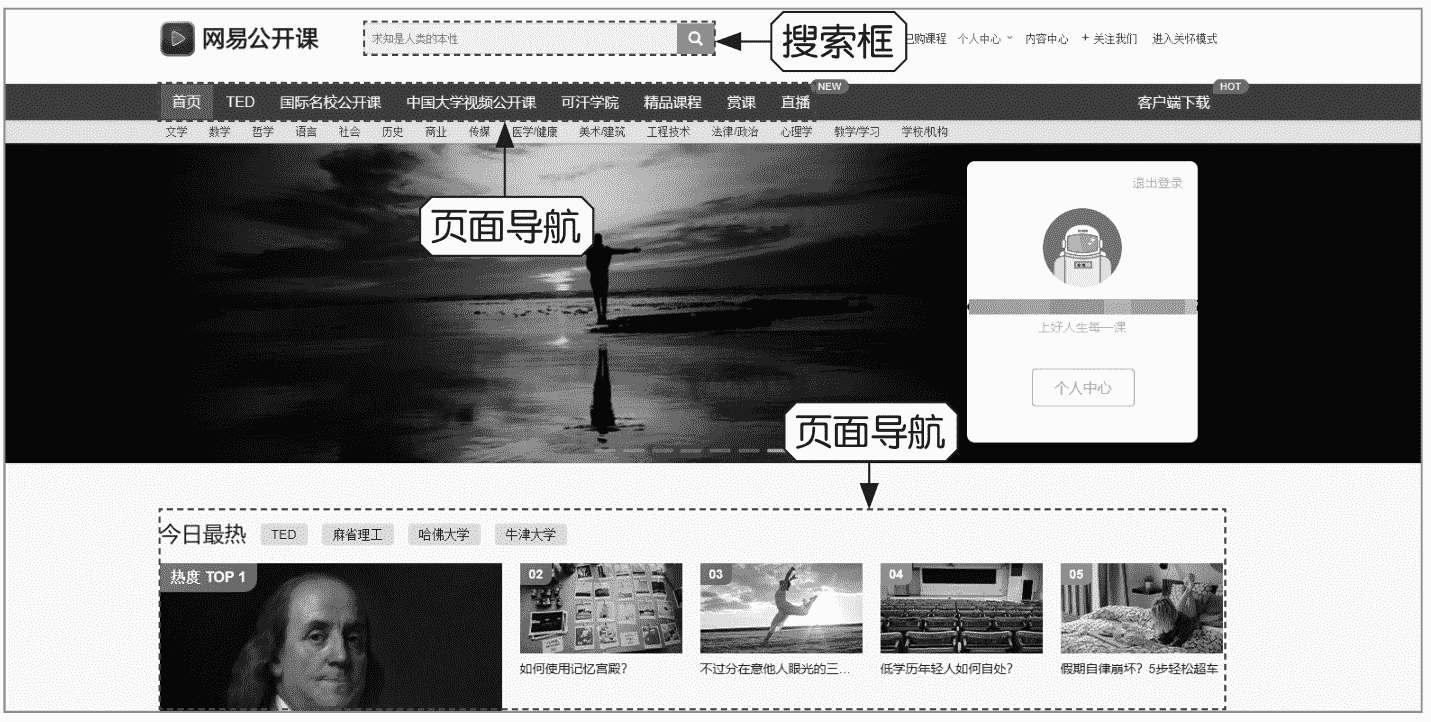 网易公开课
求知是人类的本性
搜索框
已购课程 个人中心 内容中心 + 关注我们 进入关怀模式
NEW
HOT
首页 TED 国际名校公开课 中国大学视频公开课 可汗学院 精品课程 赏课 直播 客户端下载
文学 数学 哲学 语言 社会 历史 商业 传媒 医学/健康 美术/建筑 工程技术 法律/政治 心理学 教学/学习 学校/机构
页面导航
退出登录
上好人生每一课
个人中心
页面导航
今日最热 TED 麻省理工 哈佛大学 牛津大学
热度 TOP 1
02
03
04
05
如何使用记忆宫殿?
不过分在意他人眼光的三...
低学历年轻人如何自处?
假期自律崩坏? 5步轻松超车